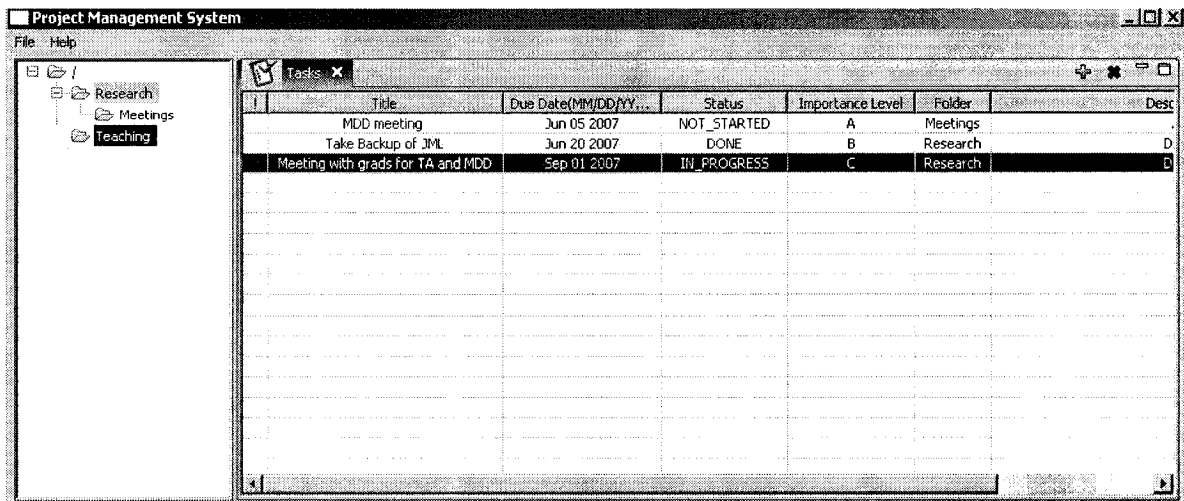 Project Management System
File Help
/
Research
Meetings
Teaching
Tasks
! Title Due Date(MM/DD/YY... Status Importance Level Folder Desc
MDD meeting Jun 05 2007 NOT_STARTED A Meetings .
Take Backup of JML Jun 20 2007 DONE B Research D
Meeting with grads for TA and MDD Sep 01 2007 IN_PROGRESS C Research D